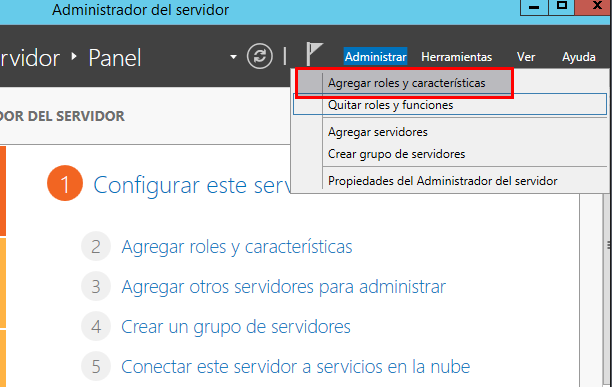 Administrador del servidor
rvidor • Panel
Administrar Herramientas Ver Ayuda
Agregar roles y características
Quitar roles y funciones
Agregar servidores
Crear grupo de servidores
Propiedades del Administrador del servidor
OR DEL SERVIDOR
1 Configurar este serv
2 Agregar roles y características
3 Agregar otros servidores para administrar
4 Crear un grupo de servidores
5 Conectar este servidor a servicios en la nube